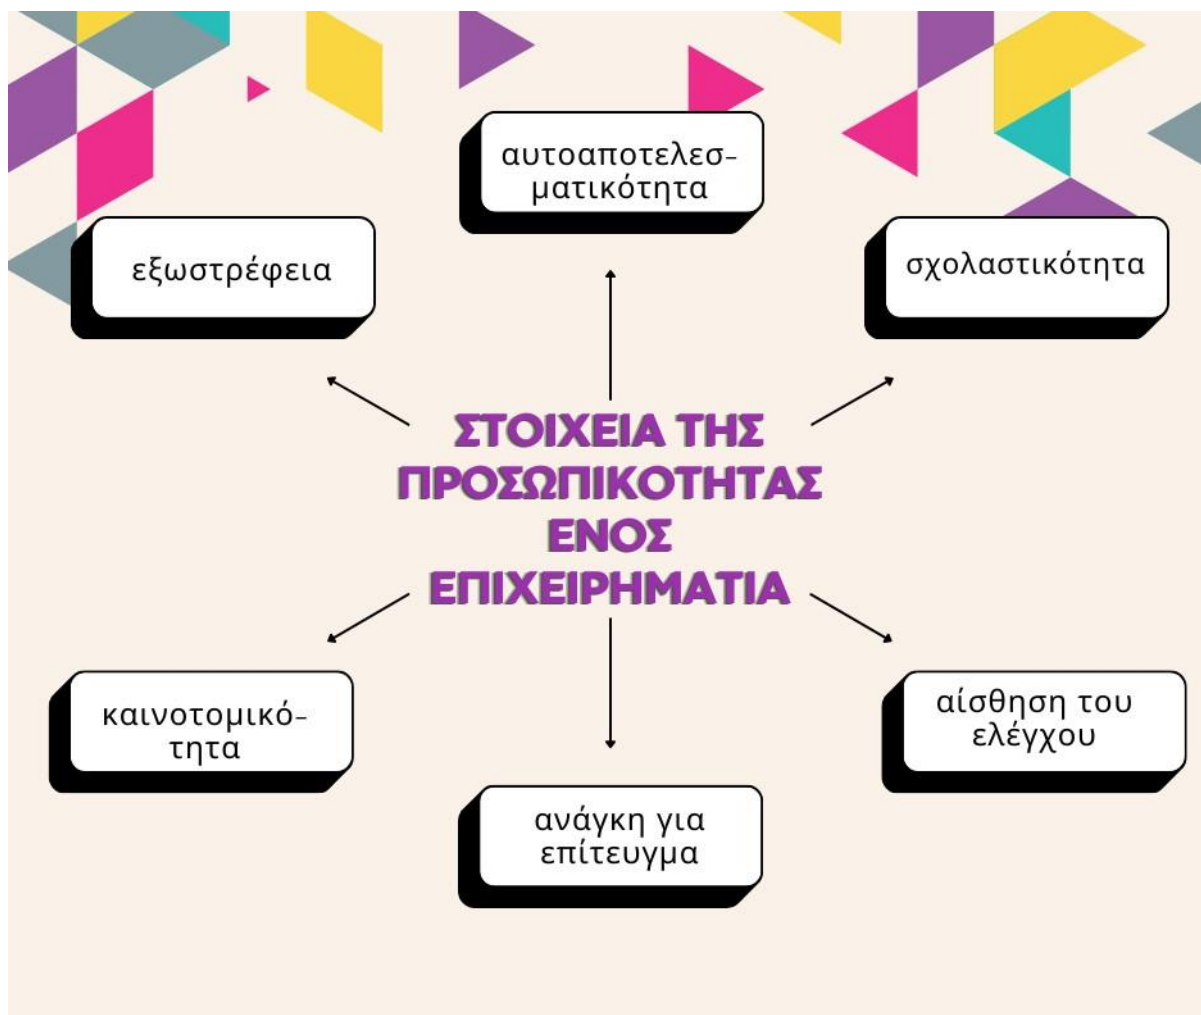 αυτοαποτελεσ-
ματικότητα
εξωστρέφεια
σχολαστικότητα
ΣΤΟΙΧΕΙΑ ΤΗΣ
ΠΡΟΣΩΠΙΚΟΤΗΤΑΣ
ΕΝΟΣ
ΕΠΙΧΕΙΡΗΜΑΤΙΑ
καινοτομικό-
τητα
αίσθηση του
ελέγχου
ανάγκη για
επίτευγμα